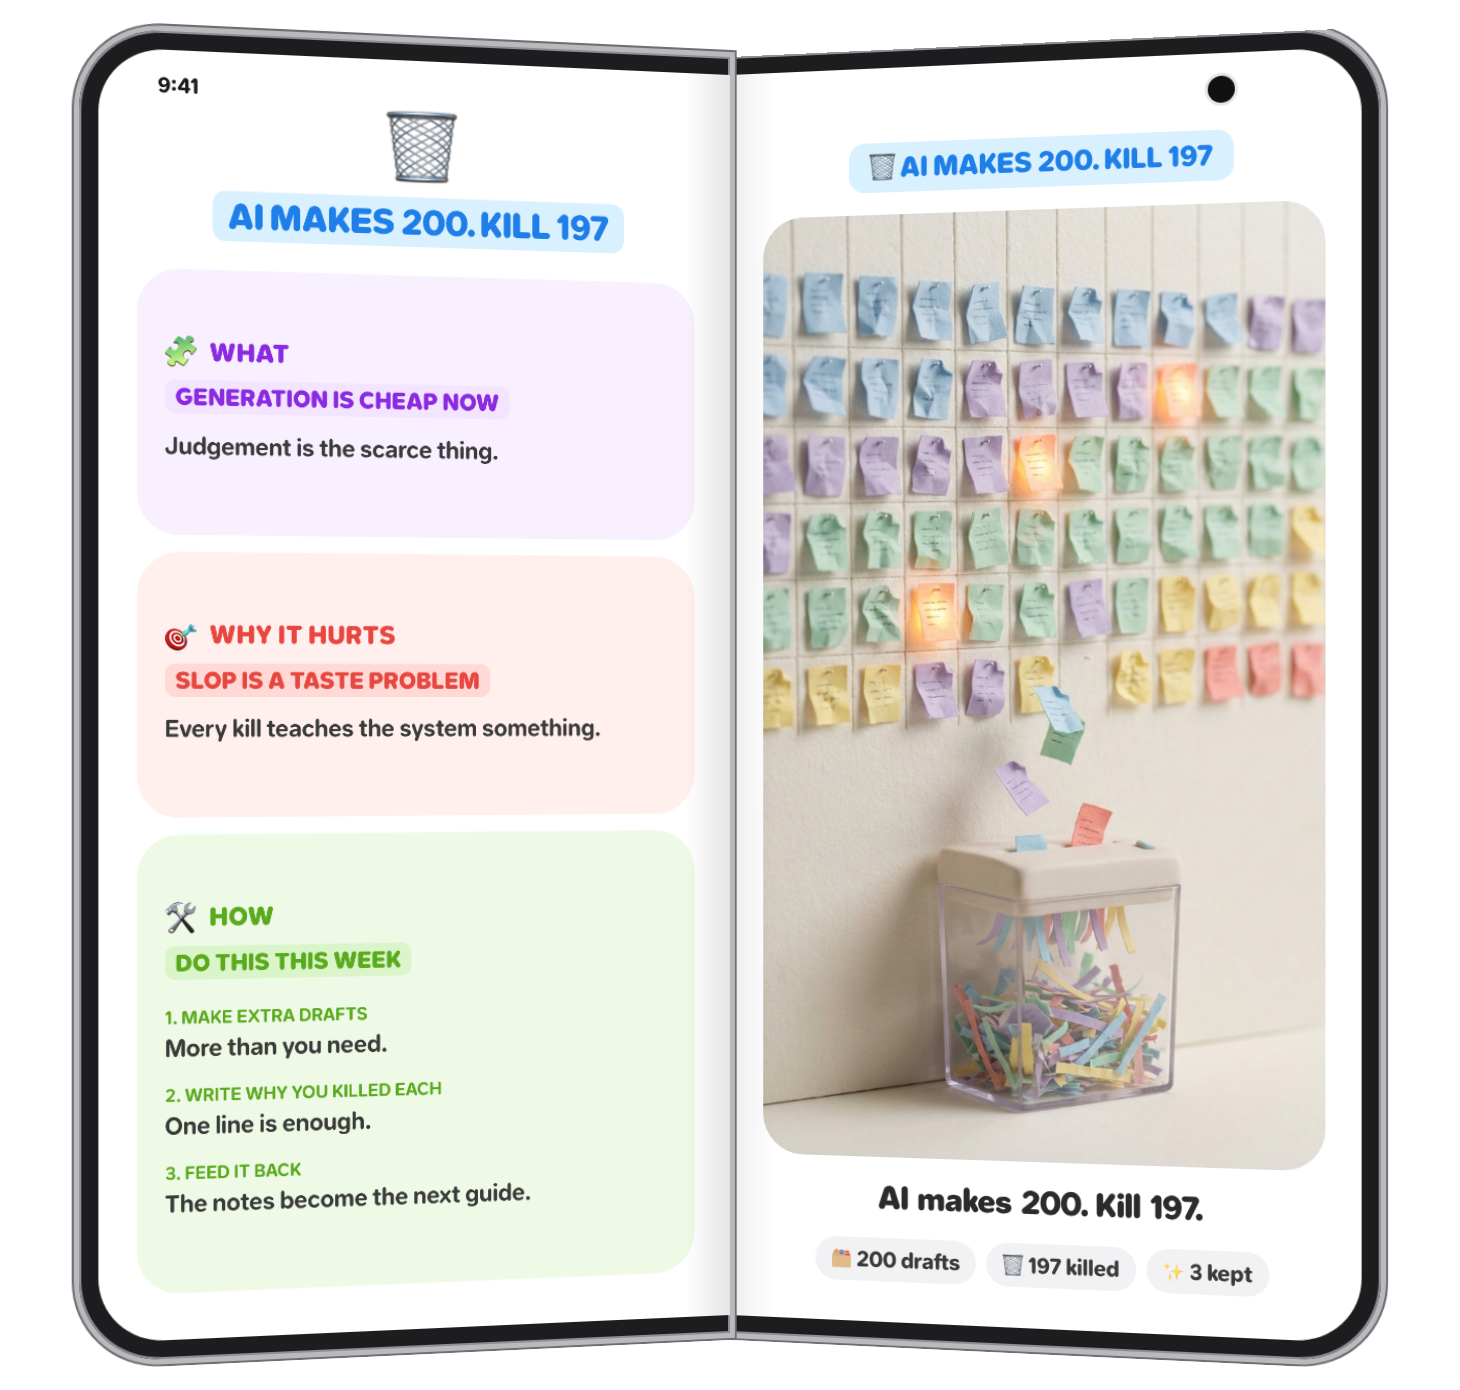 9:41
AI MAKES 200. KILL 197
WHAT
GENERATION IS CHEAP NOW
Judgement is the scarce thing.
WHY IT HURTS
SLOP IS A TASTE PROBLEM
Every kill teaches the system something.
HOW
DO THIS THIS WEEK
1. MAKE EXTRA DRAFTS
More than you need.
2. WRITE WHY YOU KILLED EACH
One line is enough.
3. FEED IT BACK
The notes become the next guide.
AI MAKES 200. KILL 197
AI makes 200. Kill 197.
200 drafts
197 killed
3 kept